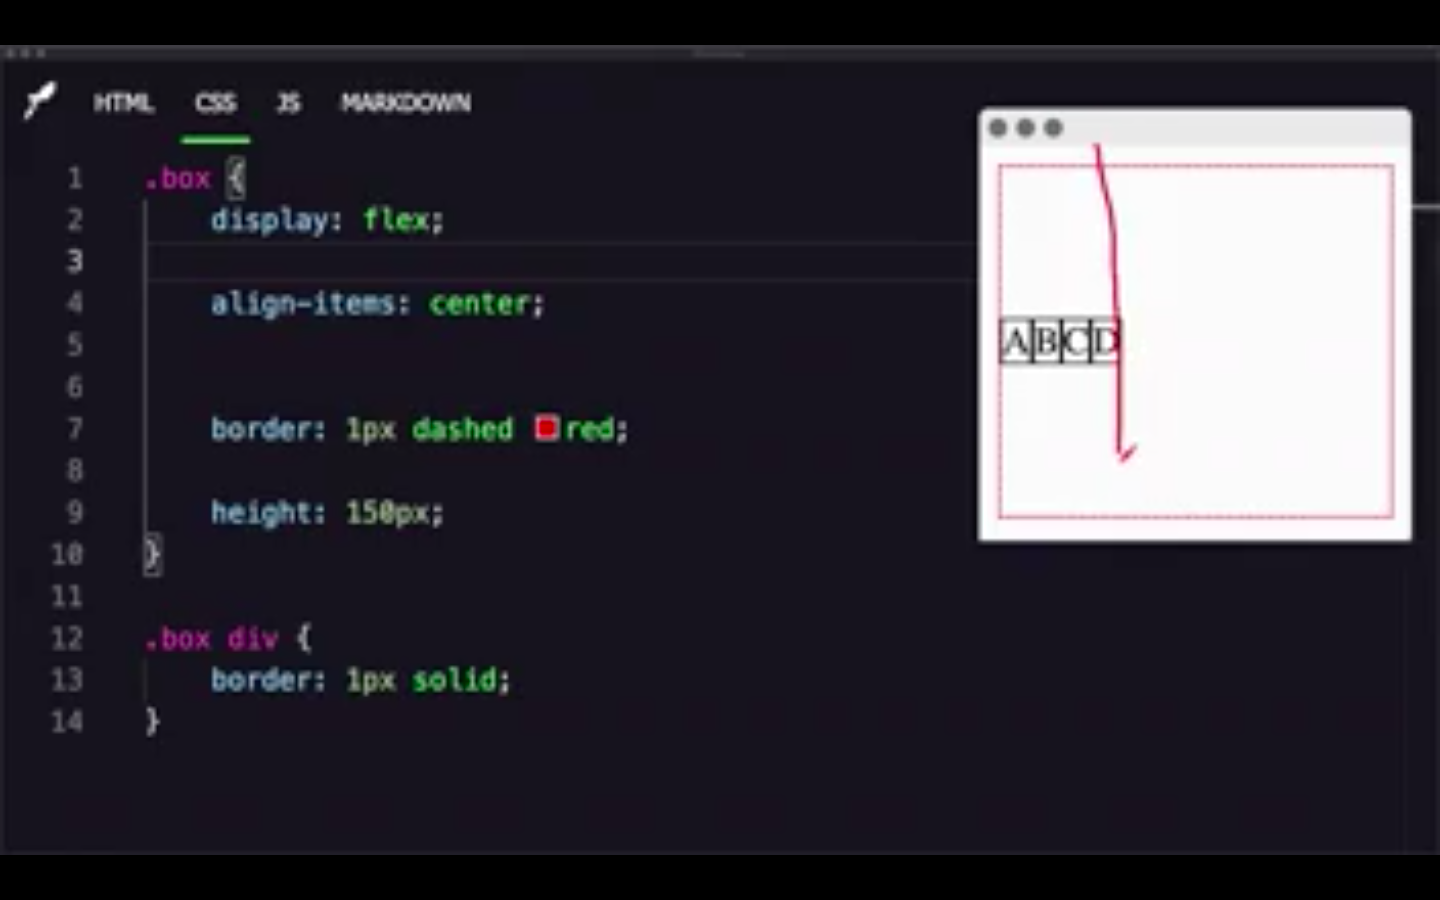 HTML CSS JS MARKDOWN
1 .box {
2 display: flex;
3
4 align-items: center;
5
6
7 border: 1px dashed red;
8
9 height: 150px;
10 }
11
12 .box div {
13 border: 1px solid;
14 }
A B C D